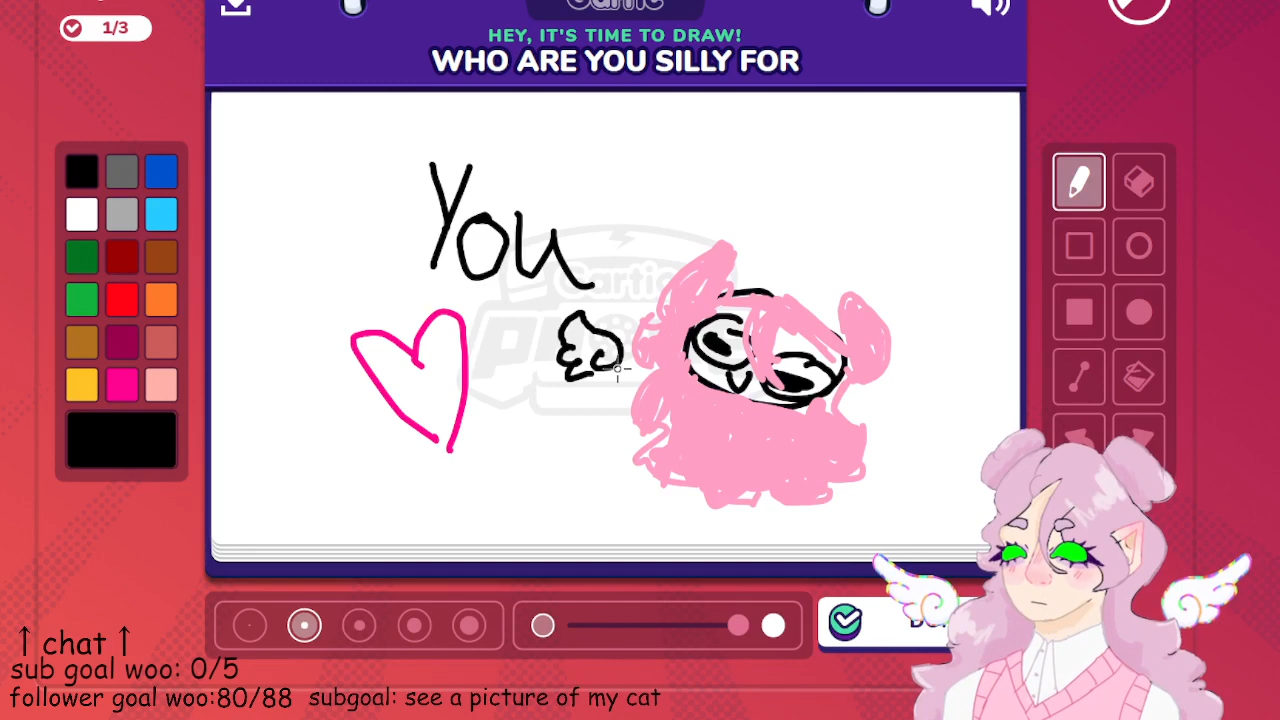 1/3
HEY, IT'S TIME TO DRAW!
WHO ARE YOU SILLY FOR
You
↑ chat ↑
sub goal woo: 0/5
follower goal woo:80/88 subgoal: see a picture of my cat